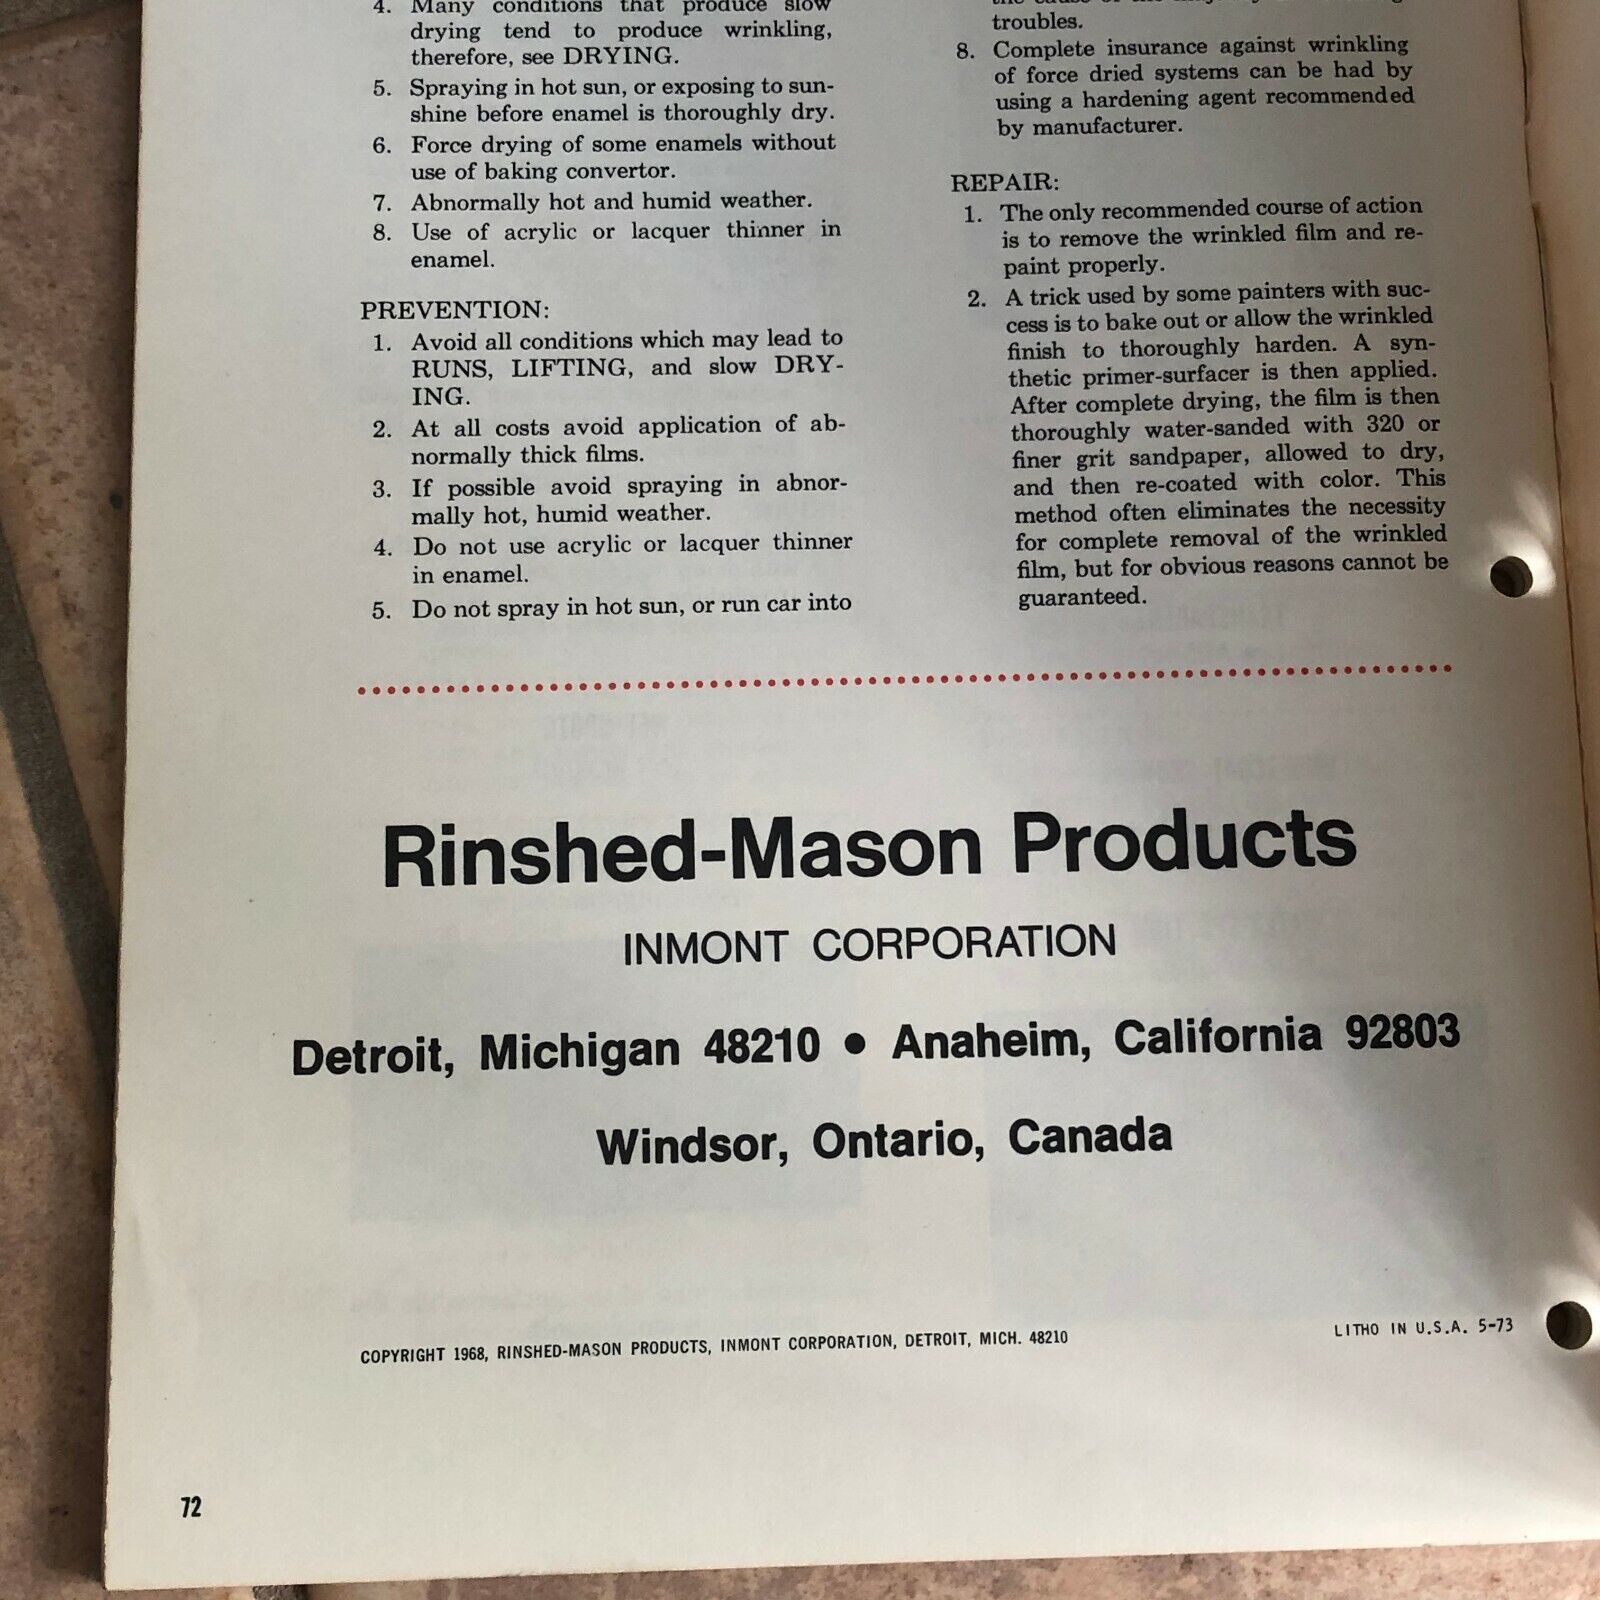 4. Many conditions that produce slow
drying tend to produce wrinkling,
therefore, see DRYING.
5. Spraying in hot sun, or exposing to sun-
shine before enamel is thoroughly dry.
6. Force drying of some enamels without
use of baking convertor.
7. Abnormally hot and humid weather.
8. Use of acrylic or lacquer thinner in
enamel.
PREVENTION:
1. Avoid all conditions which may lead to
RUNS, LIFTING, and slow DRY-
ING.
2. At all costs avoid application of ab-
normally thick films.
3. If possible avoid spraying in abnor-
mally hot, humid weather.
4. Do not use acrylic or lacquer thinner
in enamel.
5. Do not spray in hot sun, or run car into
troubles.
8. Complete insurance against wrinkling
of force dried systems can be had by
using a hardening agent recommended
by manufacturer.
REPAIR:
1. The only recommended course of action
is to remove the wrinkled film and re-
paint properly.
2. A trick used by some painters with suc-
cess is to bake out or allow the wrinkled
finish to thoroughly harden. A syn-
thetic primer-surfacer is then applied.
After complete drying, the film is then
thoroughly water-sanded with 320 or
finer grit sandpaper, allowed to dry,
and then re-coated with color. This
method often eliminates the necessity
for complete removal of the wrinkled
film, but for obvious reasons cannot be
guaranteed.
Rinshed-Mason Products
INMONT CORPORATION
Detroit, Michigan 48210 • Anaheim, California 92803
Windsor, Ontario, Canada
COPYRIGHT 1968, RINSHED-MASON PRODUCTS, INMONT CORPORATION, DETROIT, MICH. 48210
LITHO IN U.S.A. 5-73
72